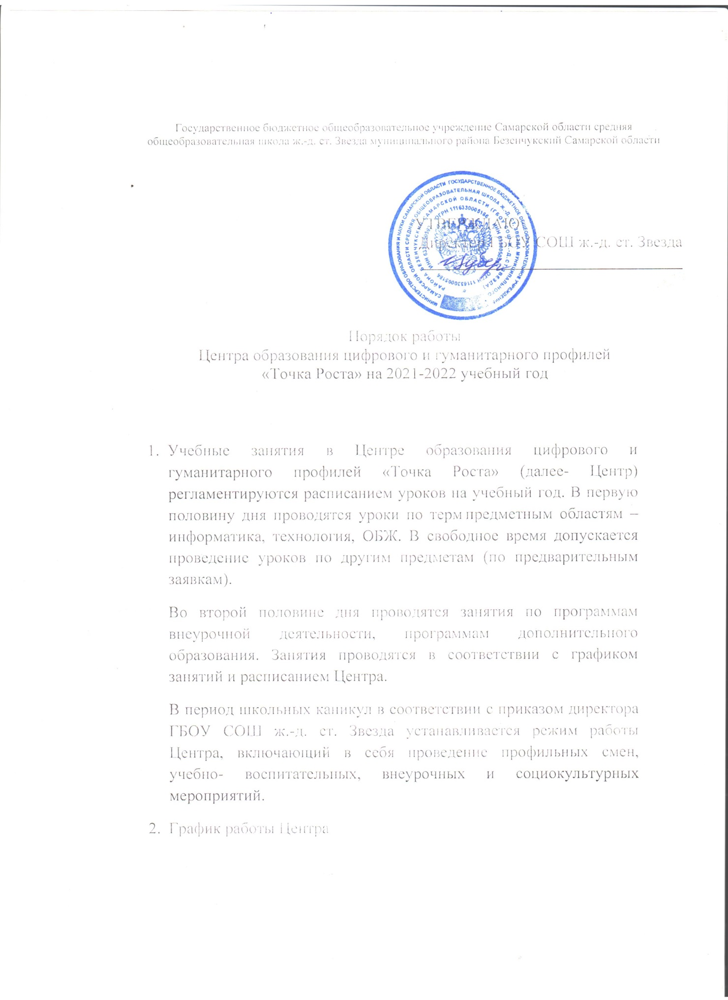 Государственное бюджетное общеобразовательное учреждение Самарской области средняя
общеобразовательная школа ж.-д. ст. Звезда муниципального района Безенчукский Самарской области
МИНИСТЕРСТВО ОБРАЗОВАНИЯ И НАУКИ САМАРСКОЙ ОБЛАСТИ ГОСУДАРСТВЕННОЕ БЮДЖЕТНОЕ ОБЩЕОБРАЗОВАТЕЛЬНОЕ УЧРЕЖДЕНИЕ
САМАРСКОЙ ОБЛАСТИ СРЕДНЯЯ ОБЩЕОБРАЗОВАТЕЛЬНАЯ ШКОЛА Ж.-Д. СТ. ЗВЕЗДА МУНИЦИПАЛЬНОГО
РАЙОНА БЕЗЕНЧУКСКИЙ САМАРСКОЙ ОБЛАСТИ (ГБОУ СОШ Ж.-Д.СТ.ЗВЕЗДА)
ОГРН 1116330005186
УТВЕРЖДАЮ
Директор ГБОУ СОШ ж.-д. ст. Звезда
Порядок работы
Центра образования цифрового и гуманитарного профилей
«Точка Роста» на 2021-2022 учебный год
1. Учебные занятия в Центре образования цифрового и
гуманитарного профилей «Точка Роста» (далее- Центр)
регламентируются расписанием уроков на учебный год. В первую
половину дня проводятся уроки по терм предметным областям –
информатика, технология, ОБЖ. В свободное время допускается
проведение уроков по другим предметам (по предварительным
заявкам).
Во второй половине дня проводятся занятия по программам
внеурочной деятельности, программам дополнительного
образования. Занятия проводятся в соответствии с графиком
занятий и расписанием Центра.
В период школьных каникул в соответствии с приказом директора
ГБОУ СОШ ж.-д. ст. Звезда устанавливается режим работы
Центра, включающий в себя проведение профильных смен,
учебно- воспитательных, внеурочных и социокультурных
мероприятий.
2. График работы Центра